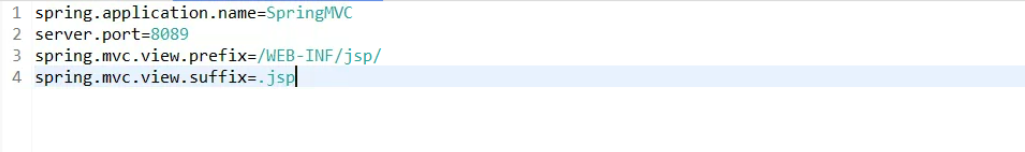 1 spring.application.name=SpringMVC
2 server.port=8089
3 spring.mvc.view.prefix=/WEB-INF/jsp/
4 spring.mvc.view.suffix=.jsp